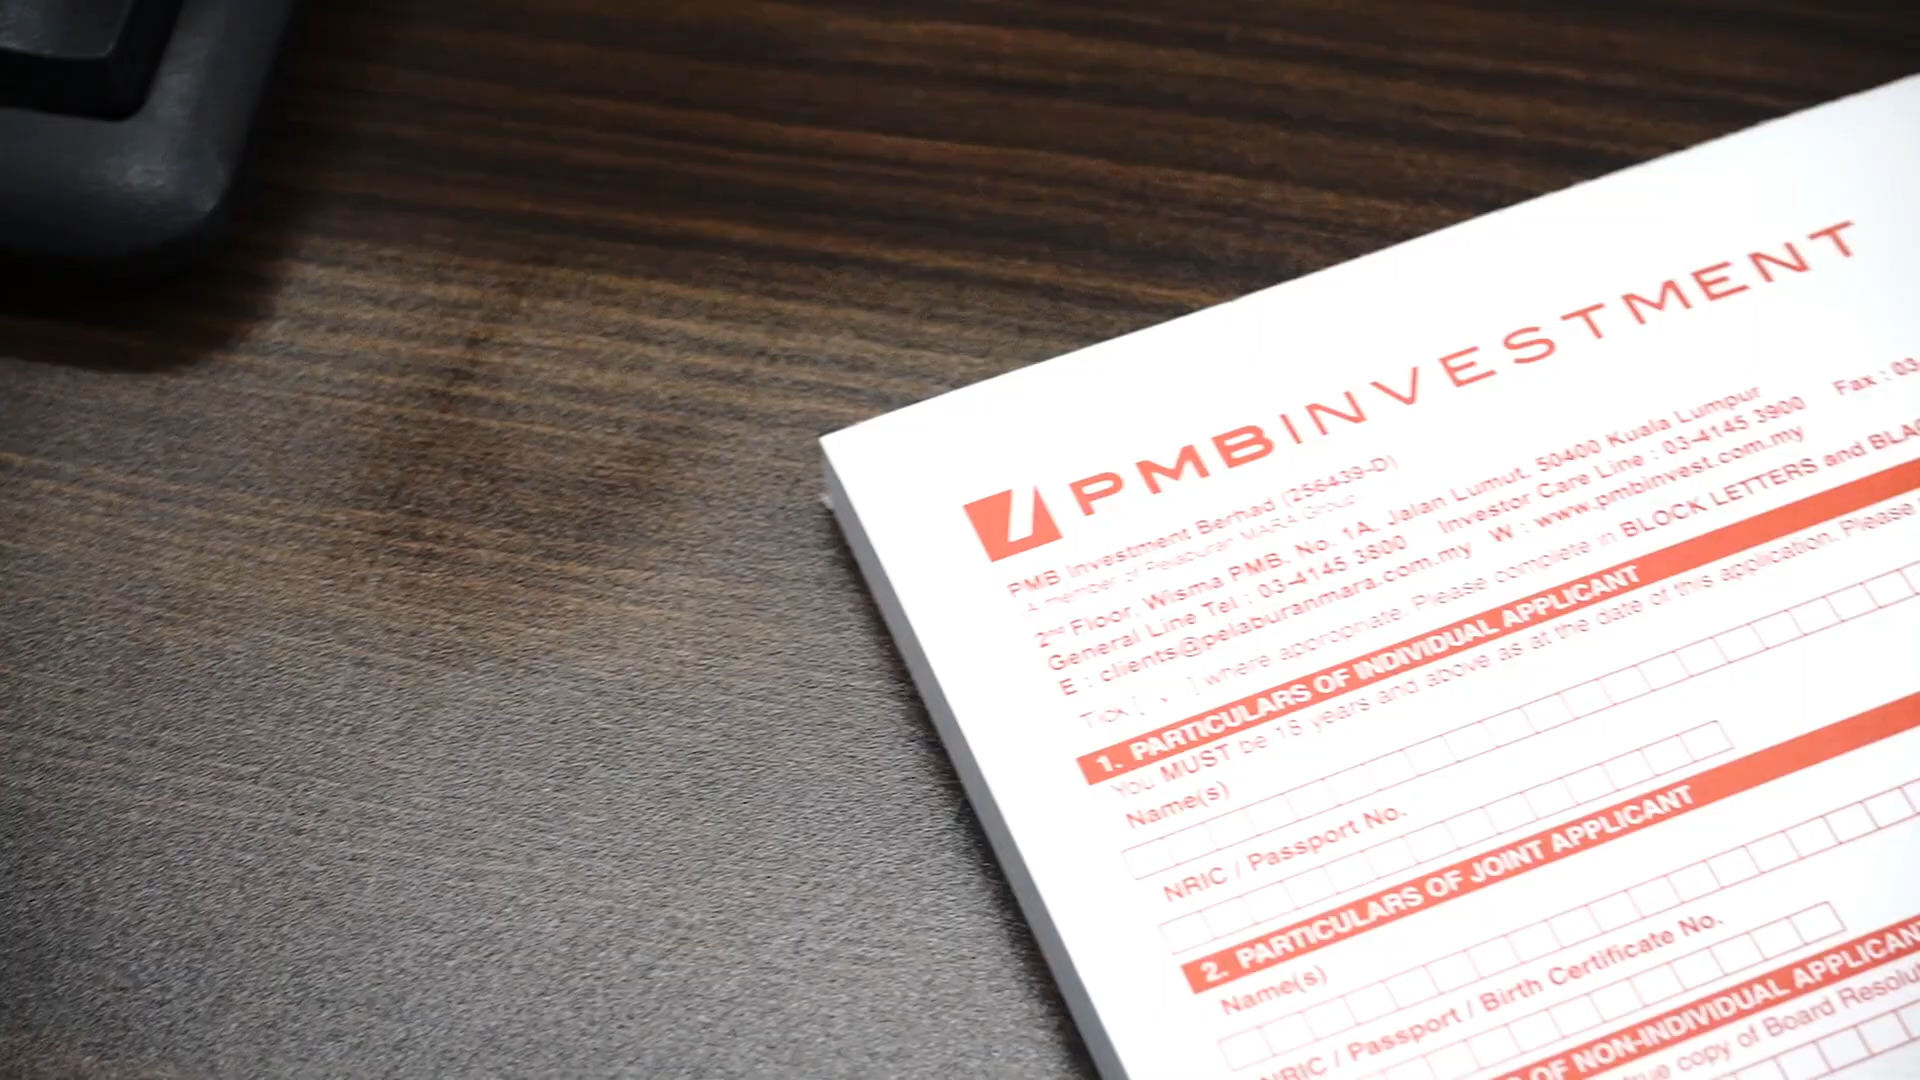 PMBINVESTMENT
PMB Investment Berhad (256439-D)
A member of Pelaburan MARA Group
2nd Floor, Wisma PMB, No. 1A, Jalan Lumut, 50400 Kuala Lumpur
General Line Tel : 03-4145 3800 Investor Care Line : 03-4145 3900 Fax : 03
E : clients@pelaburanmara.com.my W : www.pmbinvest.com.my
Tick [ ] where appropriate. Please complete in BLOCK LETTERS and BLAC
1. PARTICULARS OF INDIVIDUAL APPLICANT
You MUST be 18 years and above as at the date of this application. Please
Name(s)
NRIC / Passport No.
2. PARTICULARS OF JOINT APPLICANT
Name(s)
NRIC / Passport / Birth Certificate No.
OF NON-INDIVIDUAL APPLICAN
true copy of Board Resolu